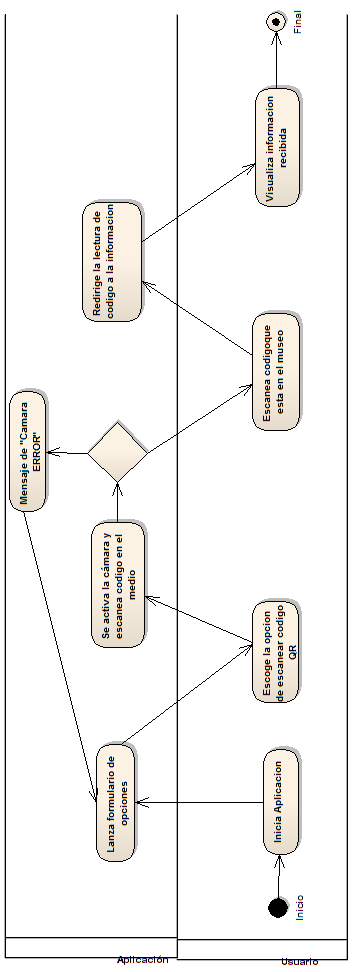 Aplicación
Lanza formulario de
opciones
Se activa la cámara y
escanea codigo en el
medio
Mensaje de "Camara
ERROR"
Redirige la lectura de
codigo a la informacion
Usuario
Inicio
Inicia Aplicacion
Escoge la opcion
de escanear codigo
QR
Escanea codigoque
esta en el museo
Visualiza informacion
recibida
Final